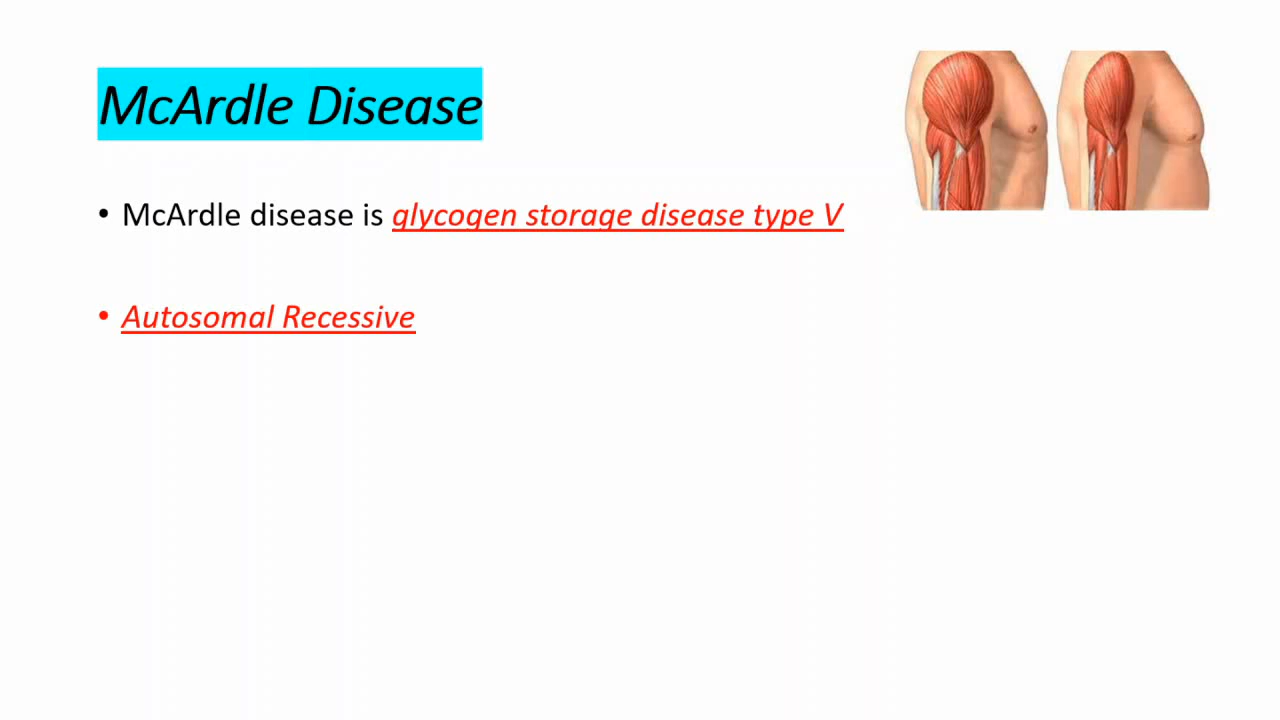 McArdle Disease
• McArdle disease is glycogen storage disease type V
• Autosomal Recessive